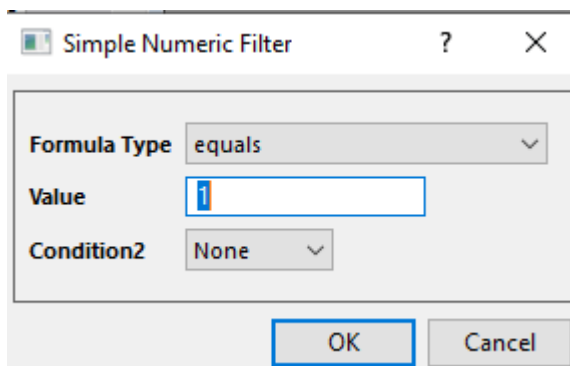 Simple Numeric Filter ?
Formula Type equals
Value 1
Condition2 None
OK Cancel